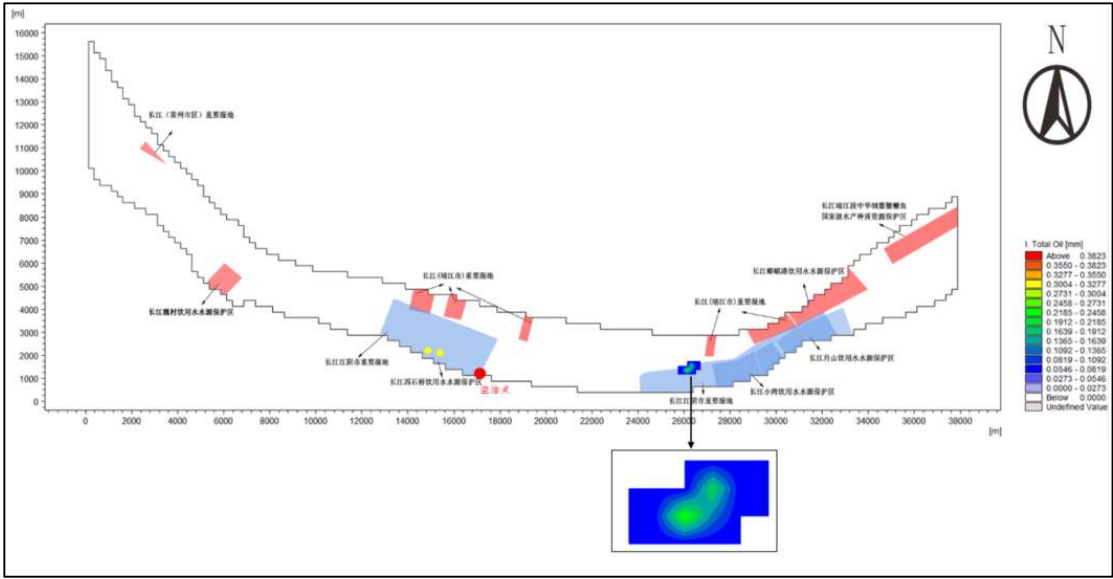 [m]
16000
15000
14000
13000
12000
11000
10000
9000
8000
7000
6000
5000
4000
3000
2000
1000
0
0 2000 4000 6000 8000 10000 12000 14000 16000 18000 20000 22000 24000 26000 28000 30000 32000 34000 36000 38000
[m]
长江（常州市区）重要湿地
长江魏村饮用水水源保护区
长江(靖江市)重要湿地
长江江阴市重要湿地
长江西石桥饮用水水源保护区
溢油点
长江靖江段中华绒螯蟹鳜鱼
国家级水产种质资源保护区
长江蟛蜞港饮用水水源保护区
长江(靖江市)重要湿地
长江肖山饮用水水源保护区
长江小湾饮用水水源保护区
长江江阴市重要湿地
N
I. Total Oil [mm]
Above 0.3823
0.3550 - 0.3823
0.3277 - 0.3550
0.3004 - 0.3277
0.2731 - 0.3004
0.2458 - 0.2731
0.2185 - 0.2458
0.1912 - 0.2185
0.1639 - 0.1912
0.1365 - 0.1639
0.1092 - 0.1365
0.0819 - 0.1092
0.0546 - 0.0819
0.0273 - 0.0546
0.0000 - 0.0273
Below 0.0000
Undefined Value